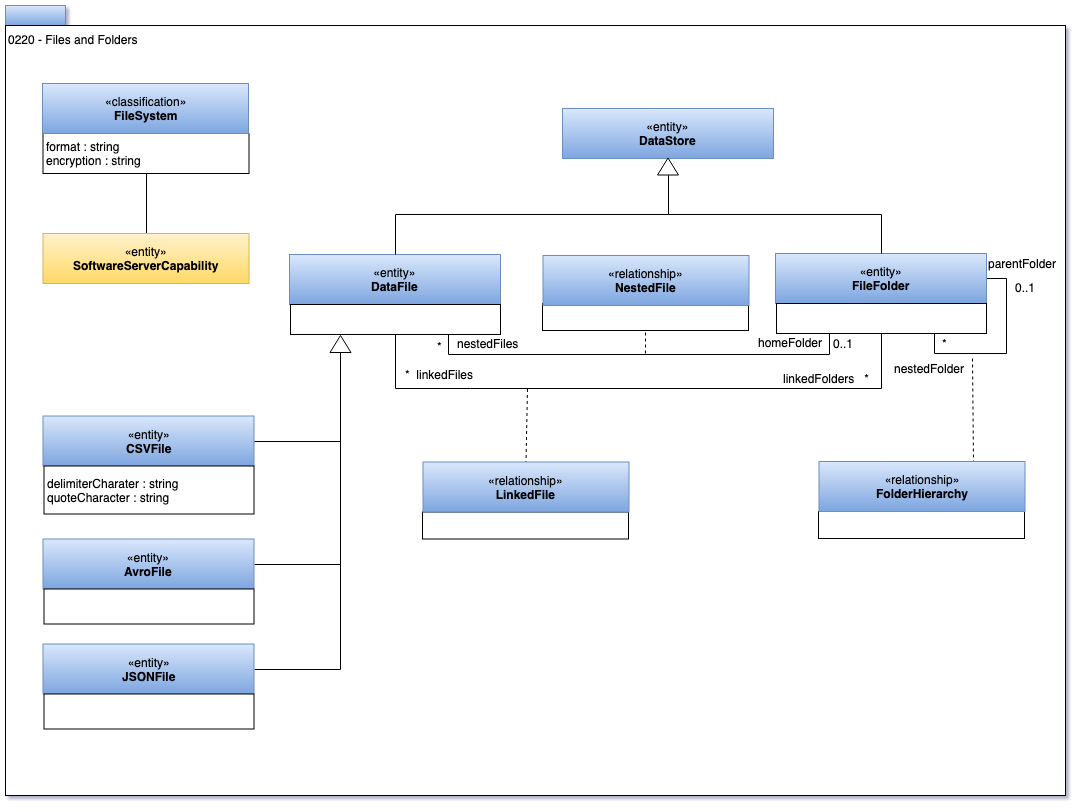 0220 - Files and Folders
«classification»
FileSystem
format : string
encryption : string
«entity»
SoftwareServerCapability
«entity»
DataStore
«entity»
DataFile
«relationship»
NestedFile
«entity»
FileFolder
parentFolder
0..1
* nestedFiles
homeFolder 0..1
*
nestedFolder
* linkedFiles
linkedFolders *
«entity»
CSVFile
delimiterCharater : string
quoteCharacter : string
«relationship»
LinkedFile
«relationship»
FolderHierarchy
«entity»
AvroFile
«entity»
JSONFile